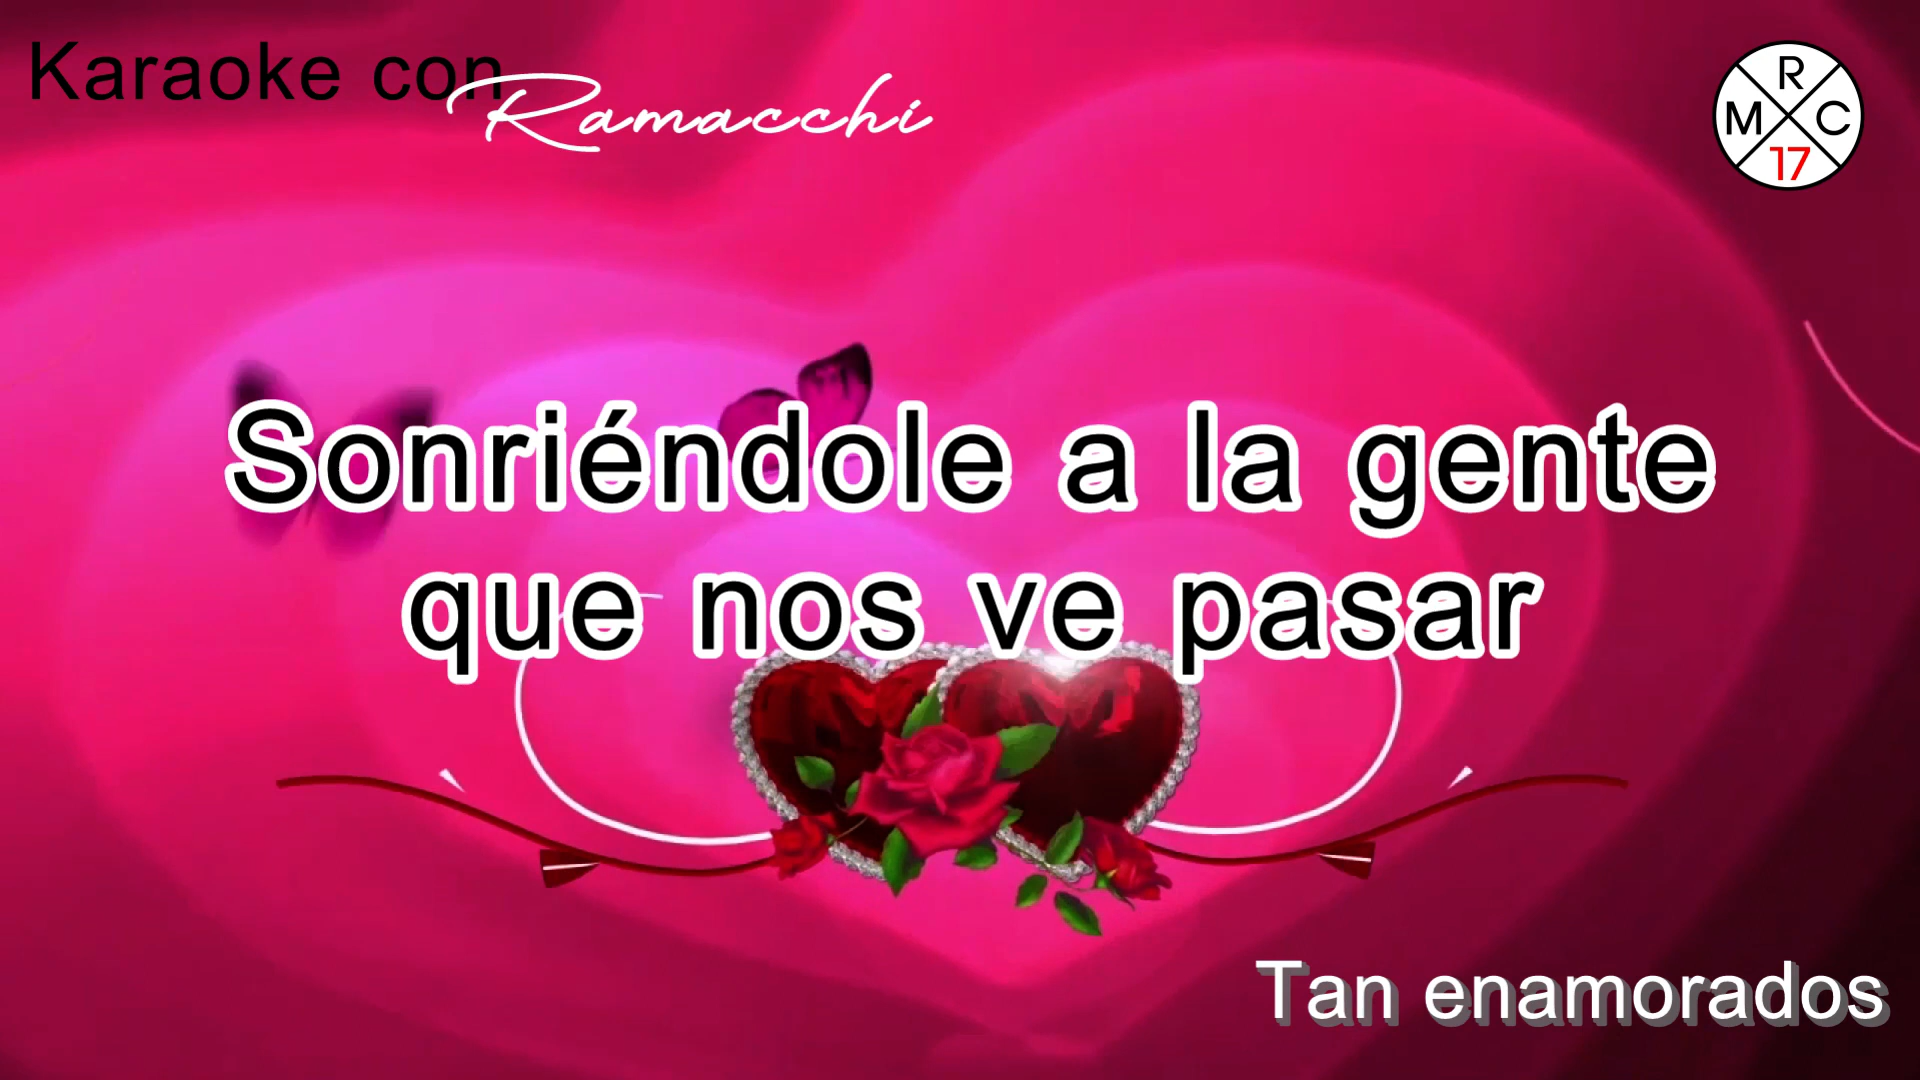 Karaoke con Ramacchi
R
M C
17
Sonriéndole a la gente
que nos ve pasar
Tan enamorados